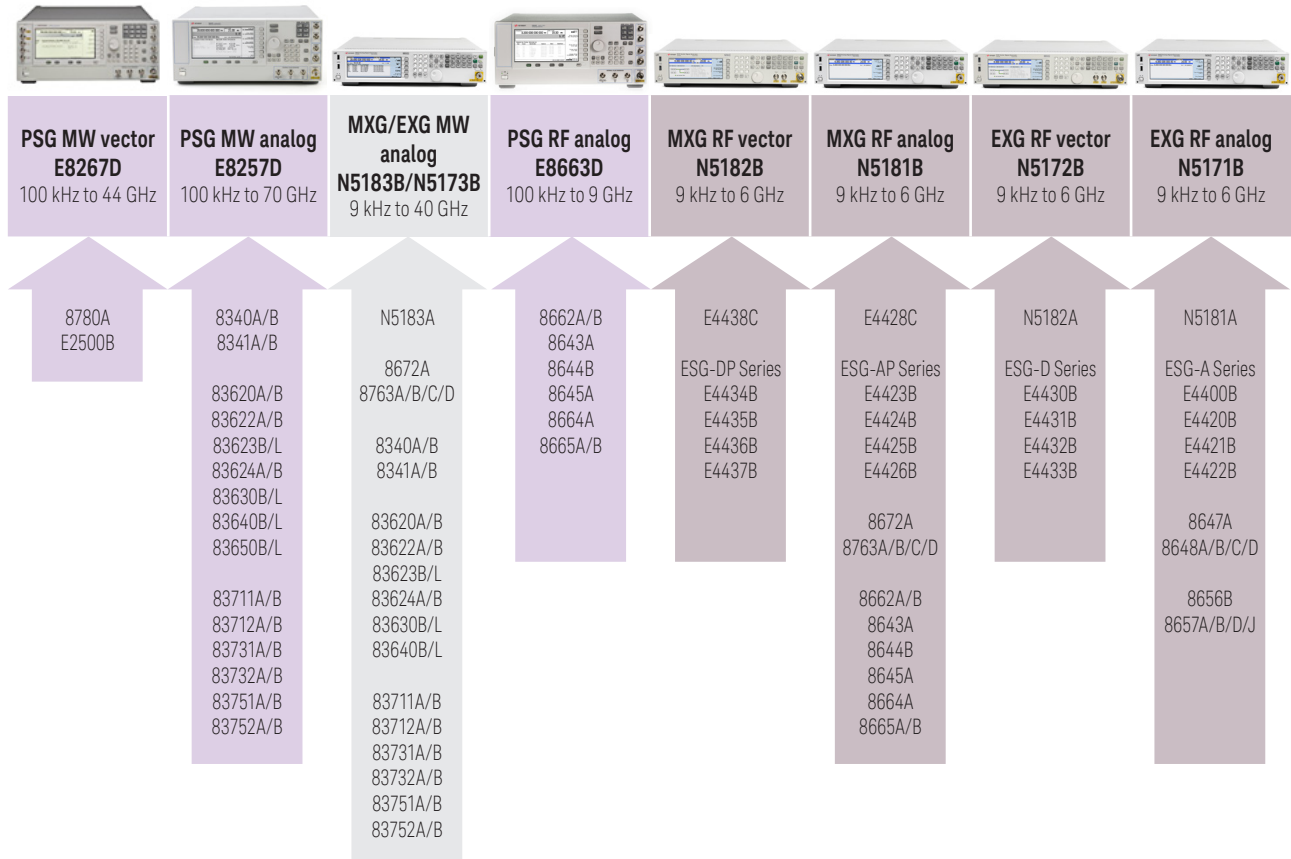 PSG MW vector
E8267D
100 kHz to 44 GHz
8780A
E2500B
PSG MW analog
E8257D
100 kHz to 70 GHz
8340A/B
8341A/B
83620A/B
83622A/B
83623B/L
83624A/B
83630B/L
83640B/L
83650B/L
83711A/B
83712A/B
83731A/B
83732A/B
83751A/B
83752A/B
MXG/EXG MW
analog
N5183B/N5173B
9 kHz to 40 GHz
N5183A
8672A
8763A/B/C/D
8340A/B
8341A/B
83620A/B
83622A/B
83623B/L
83624A/B
83630B/L
83640B/L
83711A/B
83712A/B
83731A/B
83732A/B
83751A/B
83752A/B
PSG RF analog
E8663D
100 kHz to 9 GHz
8662A/B
8643A
8644B
8645A
8664A
8665A/B
MXG RF vector
N5182B
9 kHz to 6 GHz
E4438C
ESG-DP Series
E4434B
E4435B
E4436B
E4437B
MXG RF analog
N5181B
9 kHz to 6 GHz
E4428C
ESG-AP Series
E4423B
E4424B
E4425B
E4426B
8672A
8763A/B/C/D
8662A/B
8643A
8644B
8645A
8664A
8665A/B
EXG RF vector
N5172B
9 kHz to 6 GHz
N5182A
ESG-D Series
E4430B
E4431B
E4432B
E4433B
EXG RF analog
N5171B
9 kHz to 6 GHz
N5181A
ESG-A Series
E4400B
E4420B
E4421B
E4422B
8647A
8648A/B/C/D
8656B
8657A/B/D/J